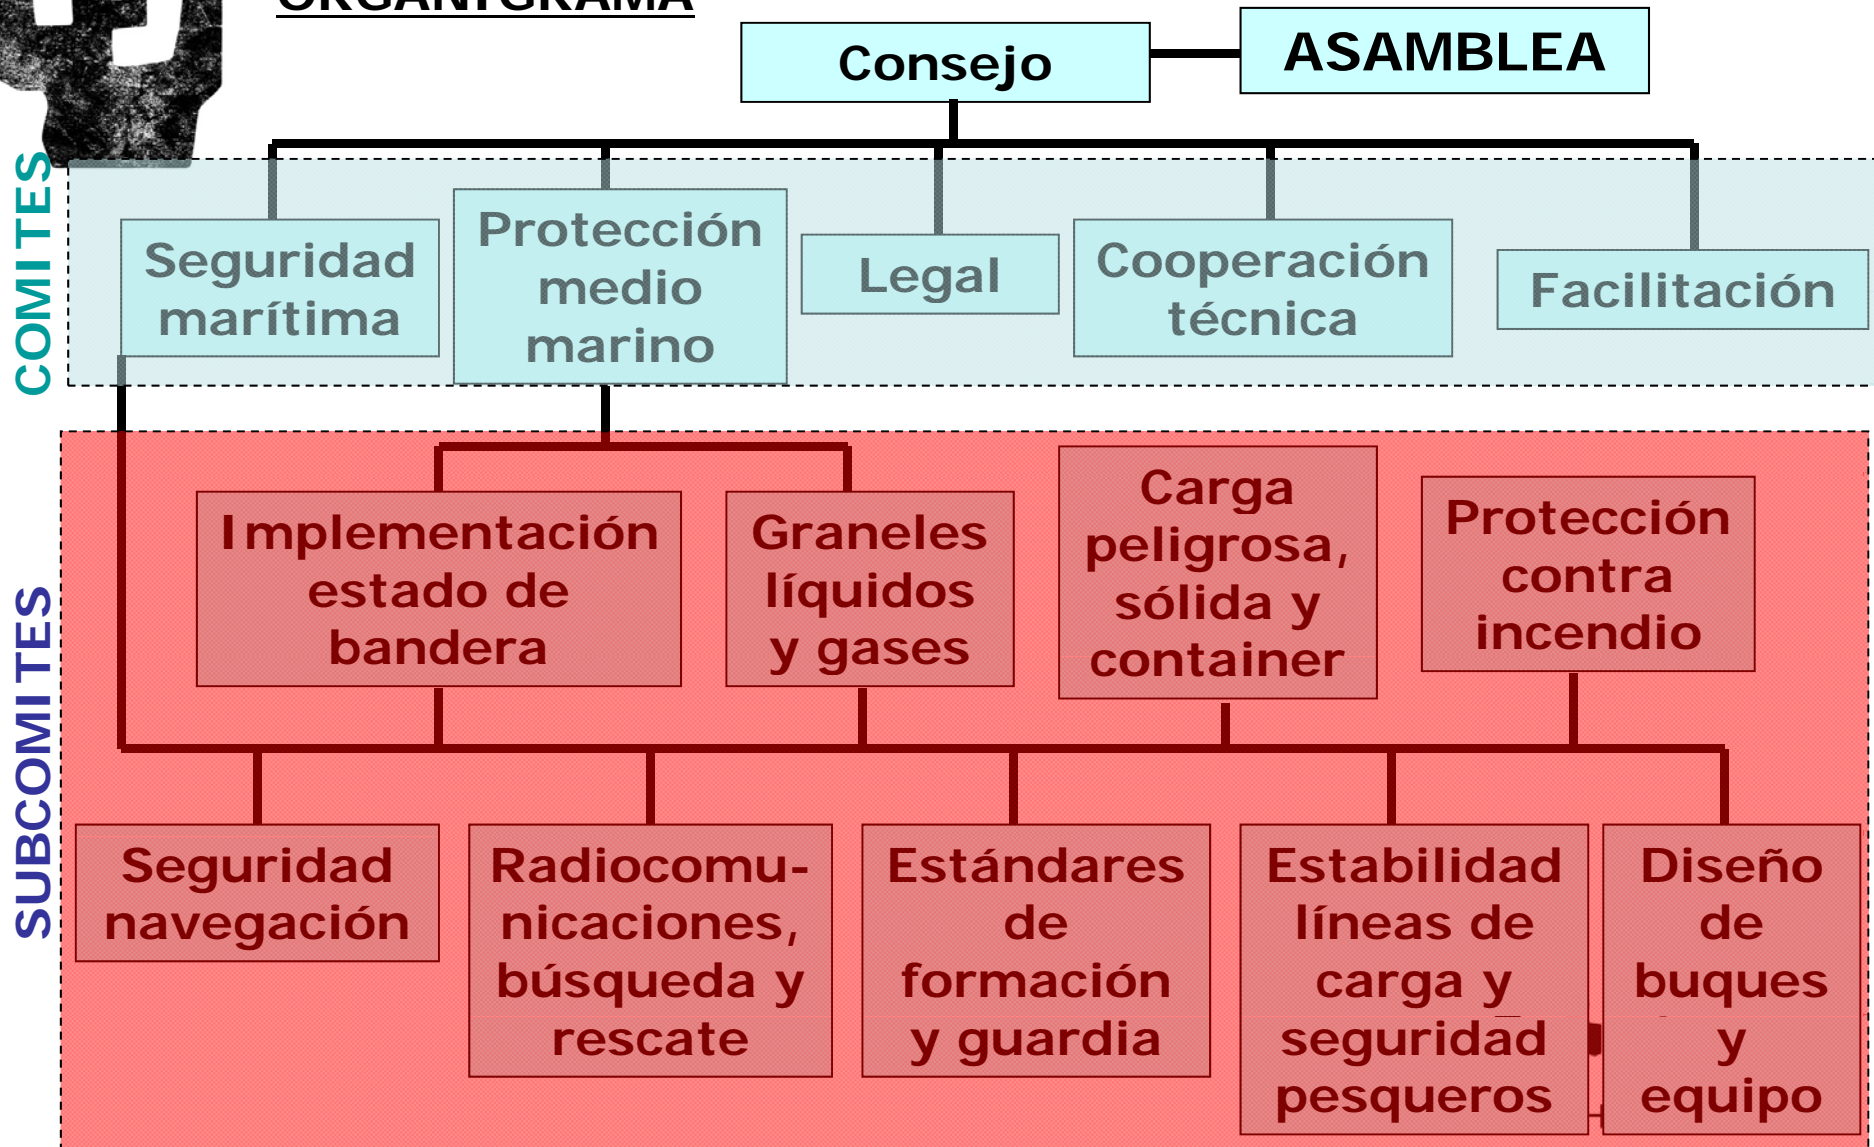 ORGANIGRAMA
Consejo
ASAMBLEA
COMITES
Seguridad
marítima
Protección
medio
marino
Legal
Cooperación
técnica
Facilitación
SUBCOMITES
Implementación
estado de
bandera
Graneles
líquidos
y gases
Carga
peligrosa,
sólida y
container
Protección
contra
incendio
Seguridad
navegación
Radiocomu-
nicaciones,
búsqueda y
rescate
Estándares
de
formación
y guardia
Estabilidad
líneas de
carga y
seguridad
pesqueros
Diseño
de
buques
y
equipo